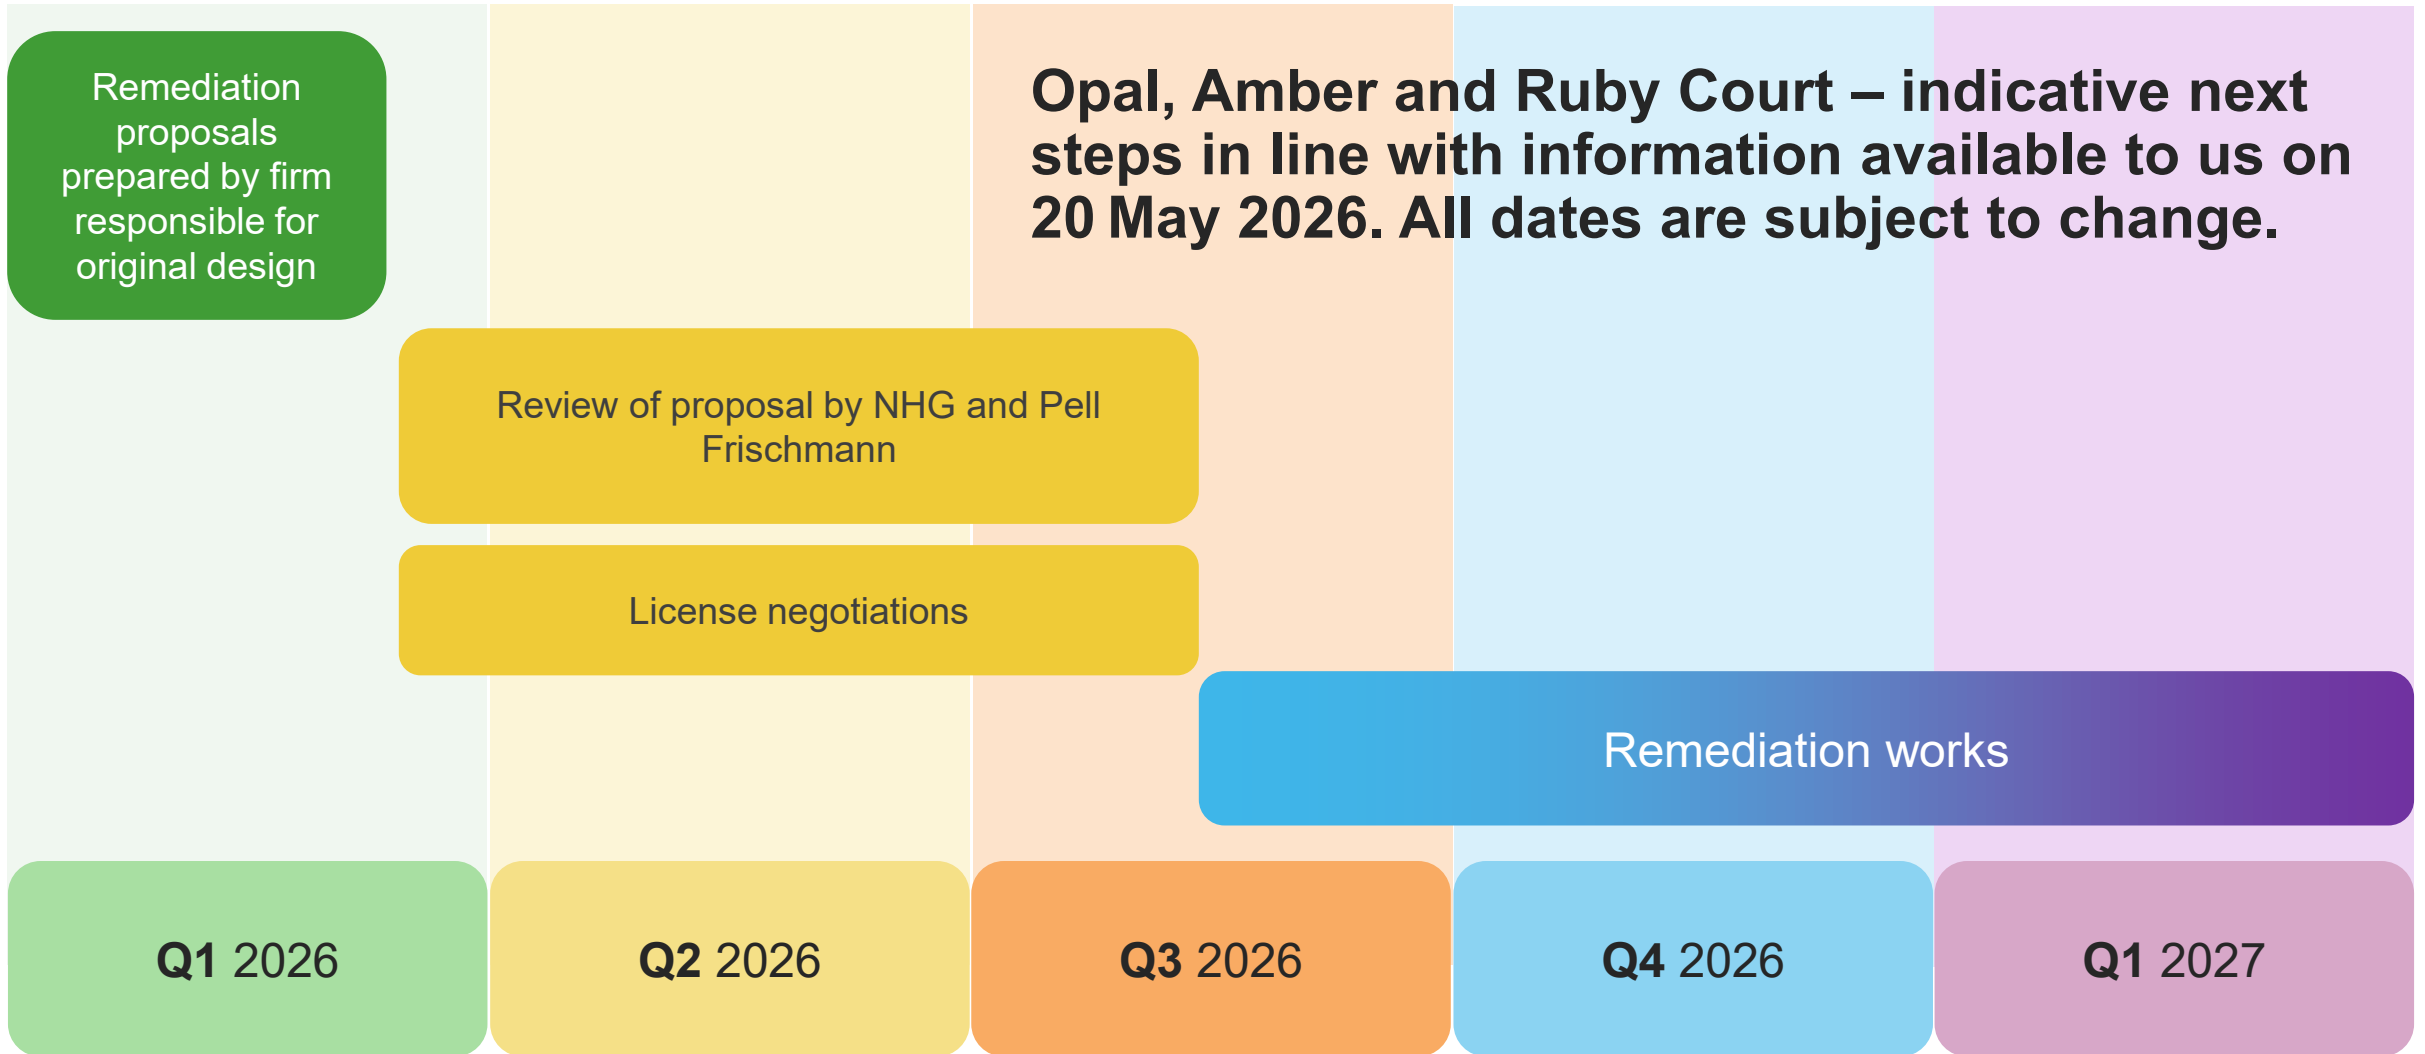 Remediation
proposals
prepared by firm
responsible for
original design
Opal, Amber and Ruby Court – indicative next
steps in line with information available to us on
20 May 2026. All dates are subject to change.
Review of proposal by NHG and Pell
Frischmann
License negotiations
Remediation works
Q1 2026
Q2 2026
Q3 2026
Q4 2026
Q1 2027